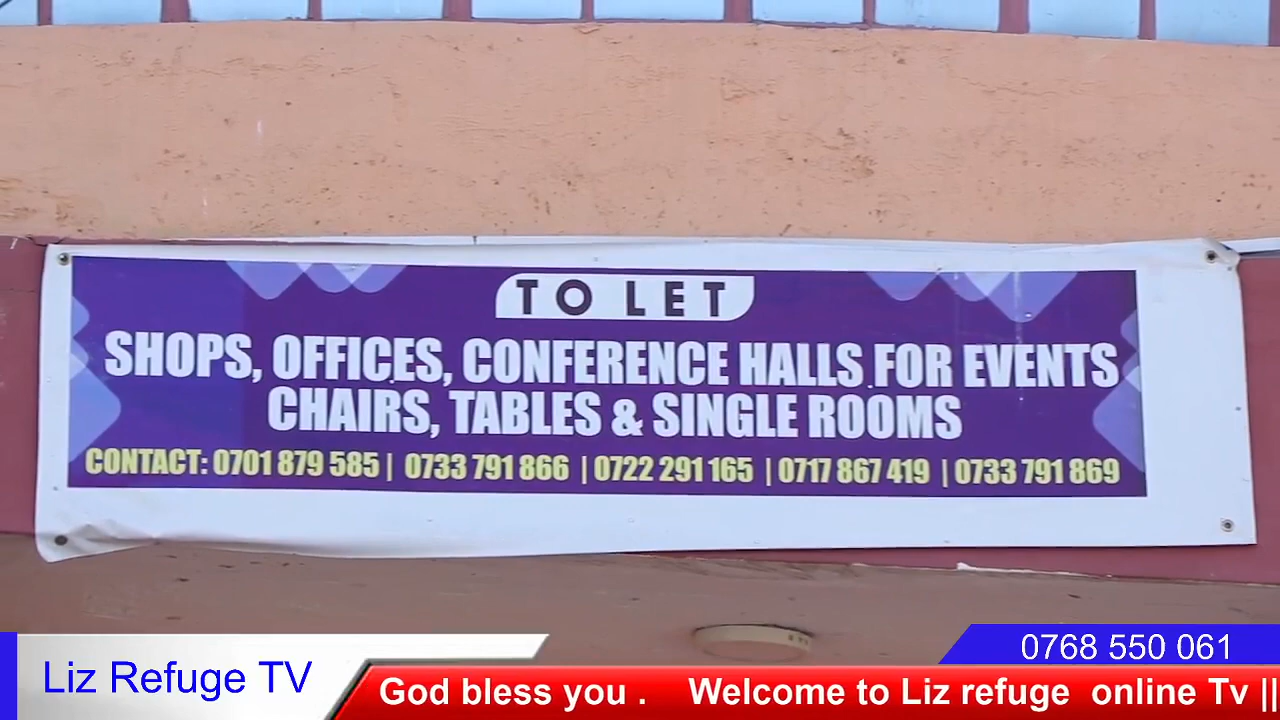 TO LET
SHOPS, OFFICES, CONFERENCE HALLS FOR EVENTS
CHAIRS, TABLES & SINGLE ROOMS
CONTACT: 0701 879 585 | 0733 791 866 | 0722 291 165 | 0717 867 419 | 0733 791 869
0768 550 061
Liz Refuge TV
God bless you . Welcome to Liz refuge online Tv ||